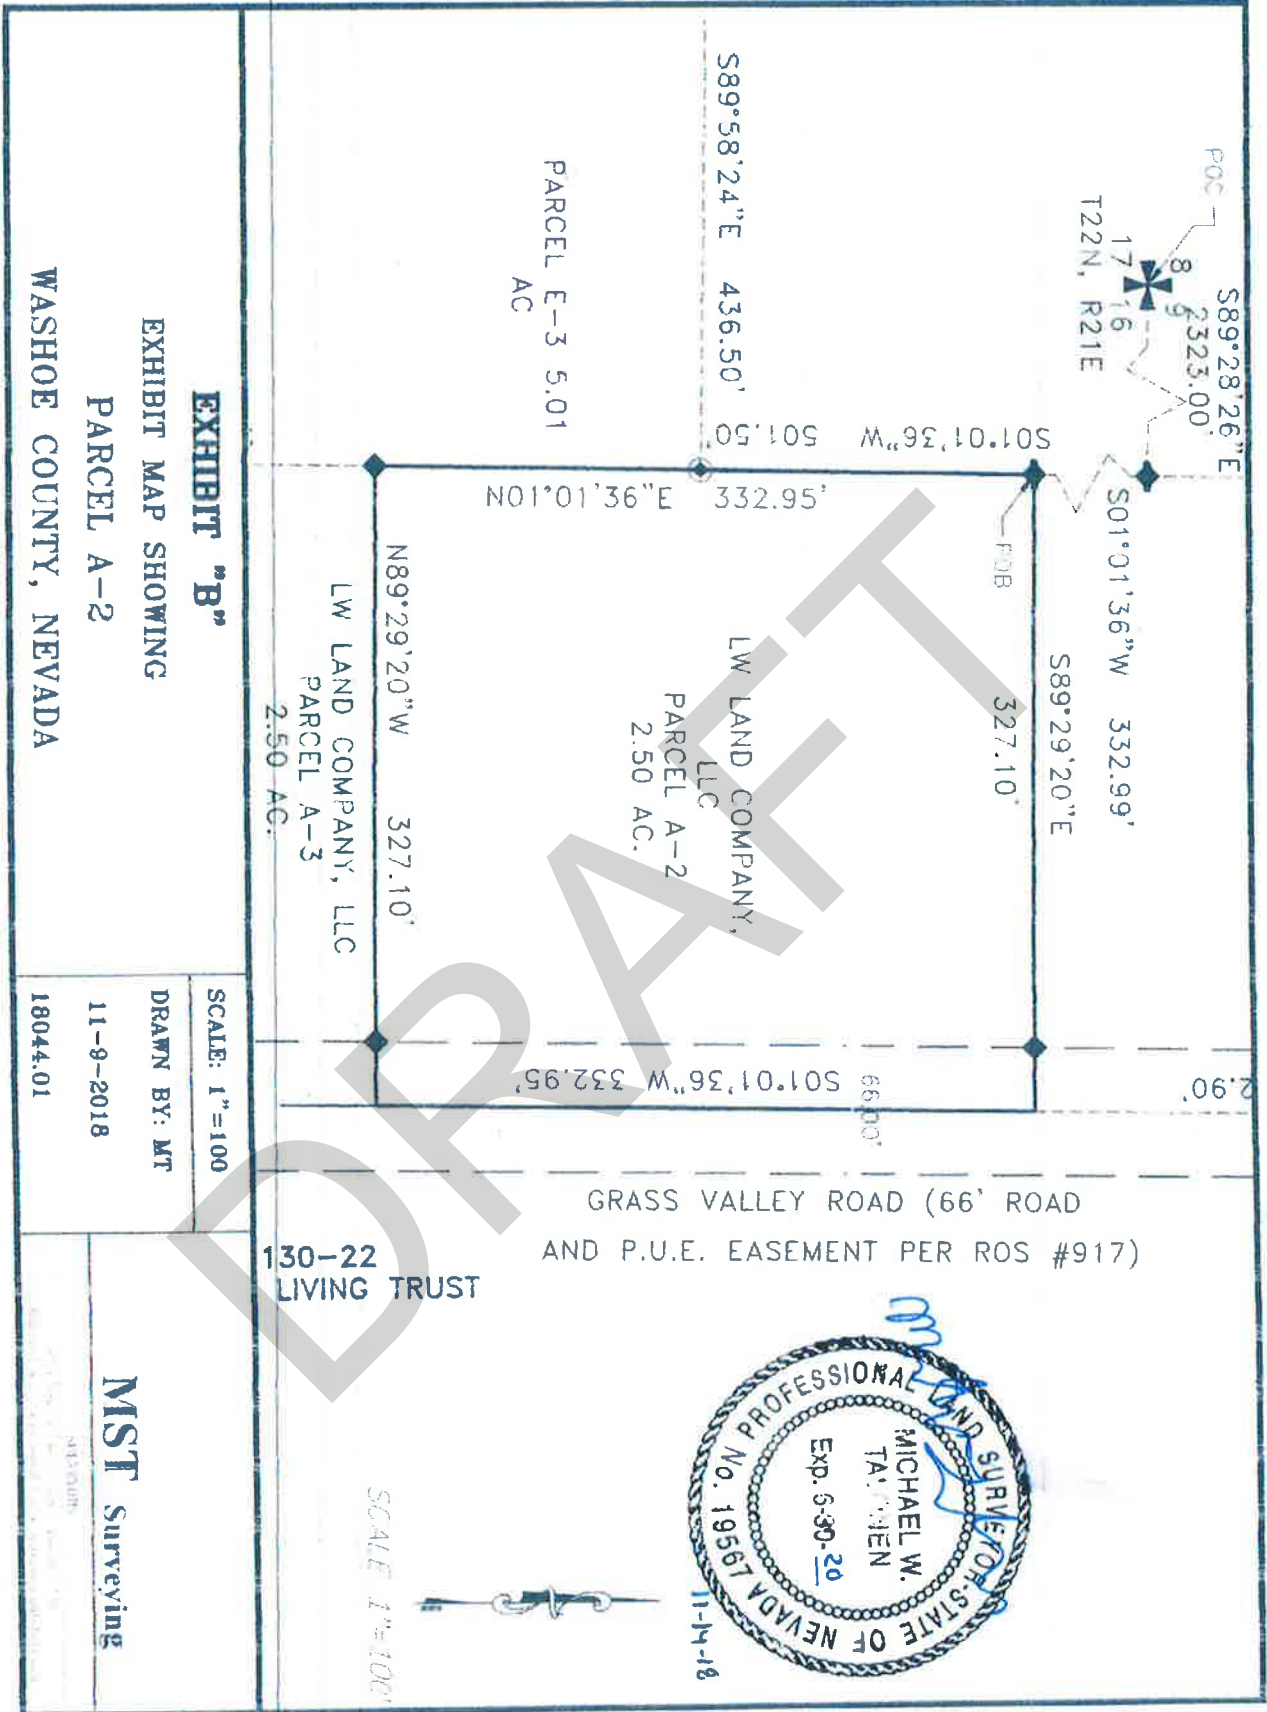 S89°28'26"E
2323.00'
POC
8 9
17 16
T22N, R21E
S01°01'36"W 332.99'
S89°29'20"E
327.10'
POB
S01°01'36"W 501.50'
S89°58'24"E 436.50'
PARCEL E-3 5.01
AC
N01°01'36"E 332.95'
LW LAND COMPANY,
LLC
PARCEL A-2
2.50 AC.
N89°29'20"W 327.10'
LW LAND COMPANY, LLC
PARCEL A-3
2.50 AC.
2.90'
66.00'
S01°01'36"W 332.95'
GRASS VALLEY ROAD (66' ROAD
AND P.U.E. EASEMENT PER ROS #917)
130-22
LIVING TRUST
PROFESSIONAL LAND SURVEYOR·STATE OF NEVADA
No. 19567
MICHAEL W.
Exp. 6-30-20
11-14-18
SCALE 1"=100'
DRAFT
EXHIBIT "B"
EXHIBIT MAP SHOWING
PARCEL A-2
WASHOE COUNTY, NEVADA
SCALE: 1"=100
DRAWN BY: MT
11-9-2018
18044.01
MST Surveying